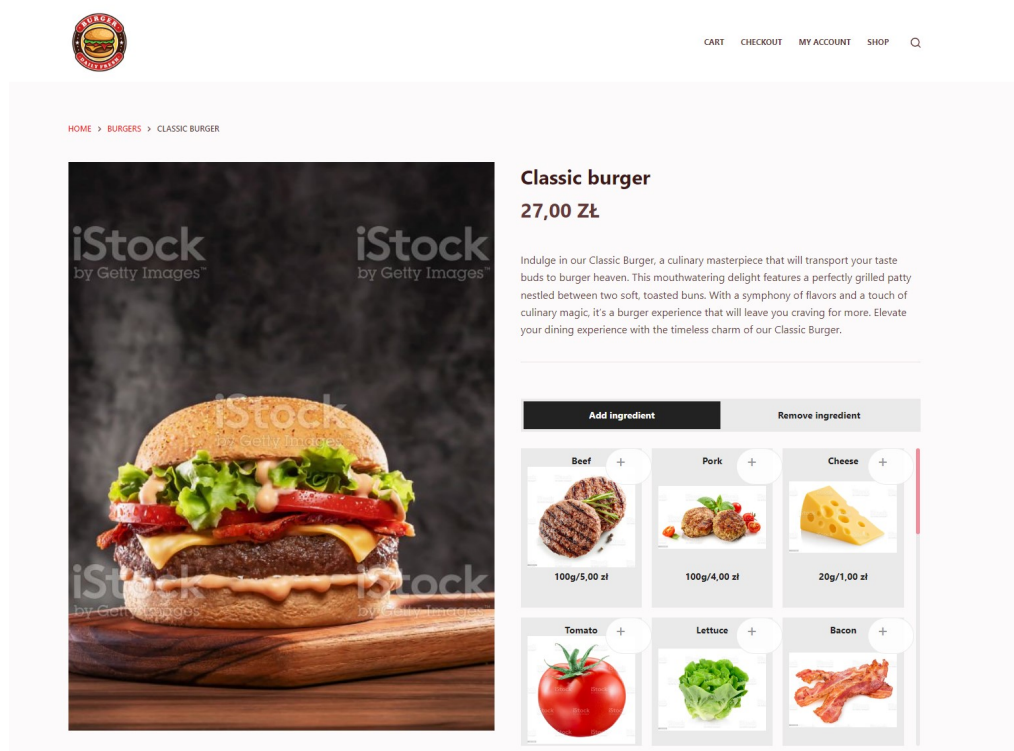 BURGER
DAILY FRESH
CART CHECKOUT MY ACCOUNT SHOP
HOME > BURGERS > CLASSIC BURGER
iStock
by Getty Images™
iStock
by Getty Images™
Classic burger
27,00 ZŁ
Indulge in our Classic Burger, a culinary masterpiece that will transport your taste
buds to burger heaven. This mouthwatering delight features a perfectly grilled patty
nestled between two soft, toasted buns. With a symphony of flavors and a touch of
culinary magic, it's a burger experience that will leave you craving for more. Elevate
your dining experience with the timeless charm of our Classic Burger.
iStock
by Getty Images
iStock
by Getty Images
iStock
by Getty Images
Add ingredient Remove ingredient
Beef + Pork + Cheese +
100g/5,00 zł 100g/4,00 zł 20g/1,00 zł
Tomato + Lettuce + Bacon +